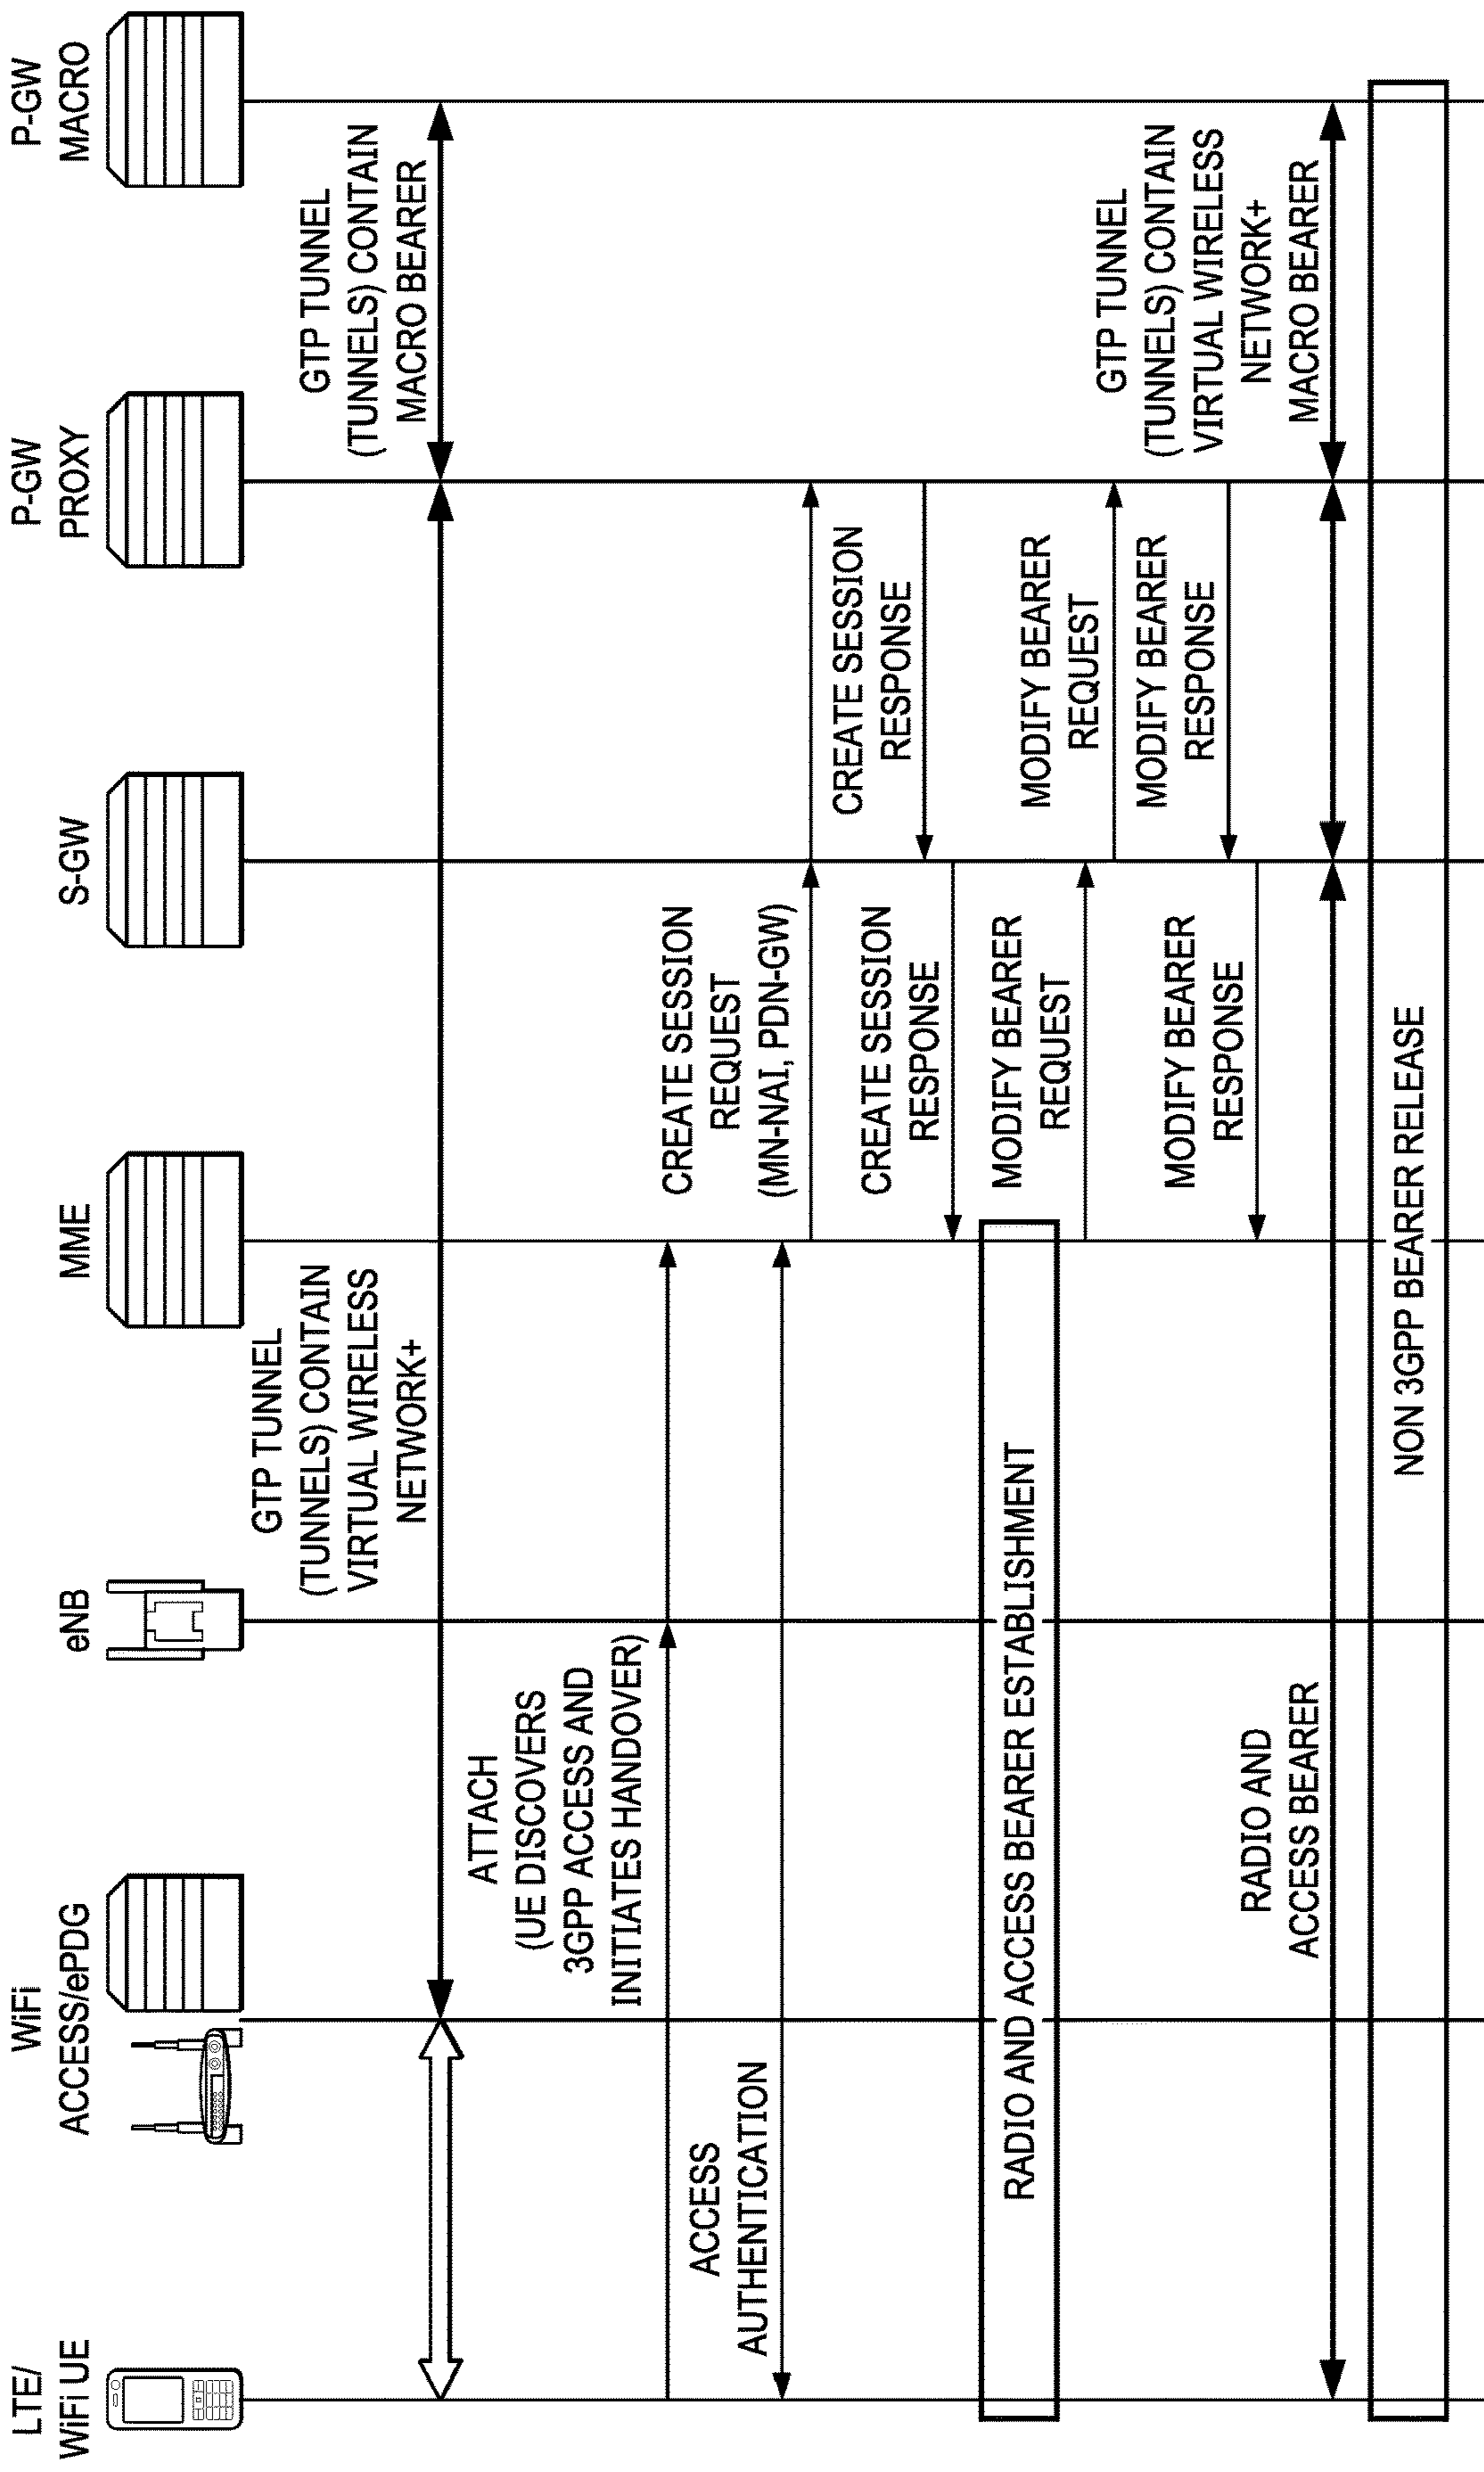 LTE/
WiFi UE
WiFi
ACCESS/ePDG
eNB
MME
S-GW
P-GW
PROXY
P-GW
MACRO
GTP TUNNEL
(TUNNELS) CONTAIN
VIRTUAL WIRELESS
NETWORK+
GTP TUNNEL
(TUNNELS) CONTAIN
MACRO BEARER
ATTACH
(UE DISCOVERS
3GPP ACCESS AND
INITIATES HANDOVER)
ACCESS
AUTHENTICATION
CREATE SESSION
REQUEST
(MN-NAI, PDN-GW)
CREATE SESSION
RESPONSE
CREATE SESSION
RESPONSE
RADIO AND ACCESS BEARER ESTABLISHMENT
MODIFY BEARER
REQUEST
MODIFY BEARER
REQUEST
MODIFY BEARER
RESPONSE
MODIFY BEARER
RESPONSE
RADIO AND
ACCESS BEARER
GTP TUNNEL
(TUNNELS) CONTAIN
VIRTUAL WIRELESS
NETWORK+
MACRO BEARER
NON 3GPP BEARER RELEASE